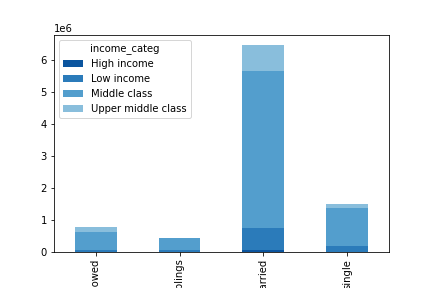 1e6
income_categ
High income
Low income
Middle class
Upper middle class
6
5
4
3
2
1
0
owed
blings
arried
single